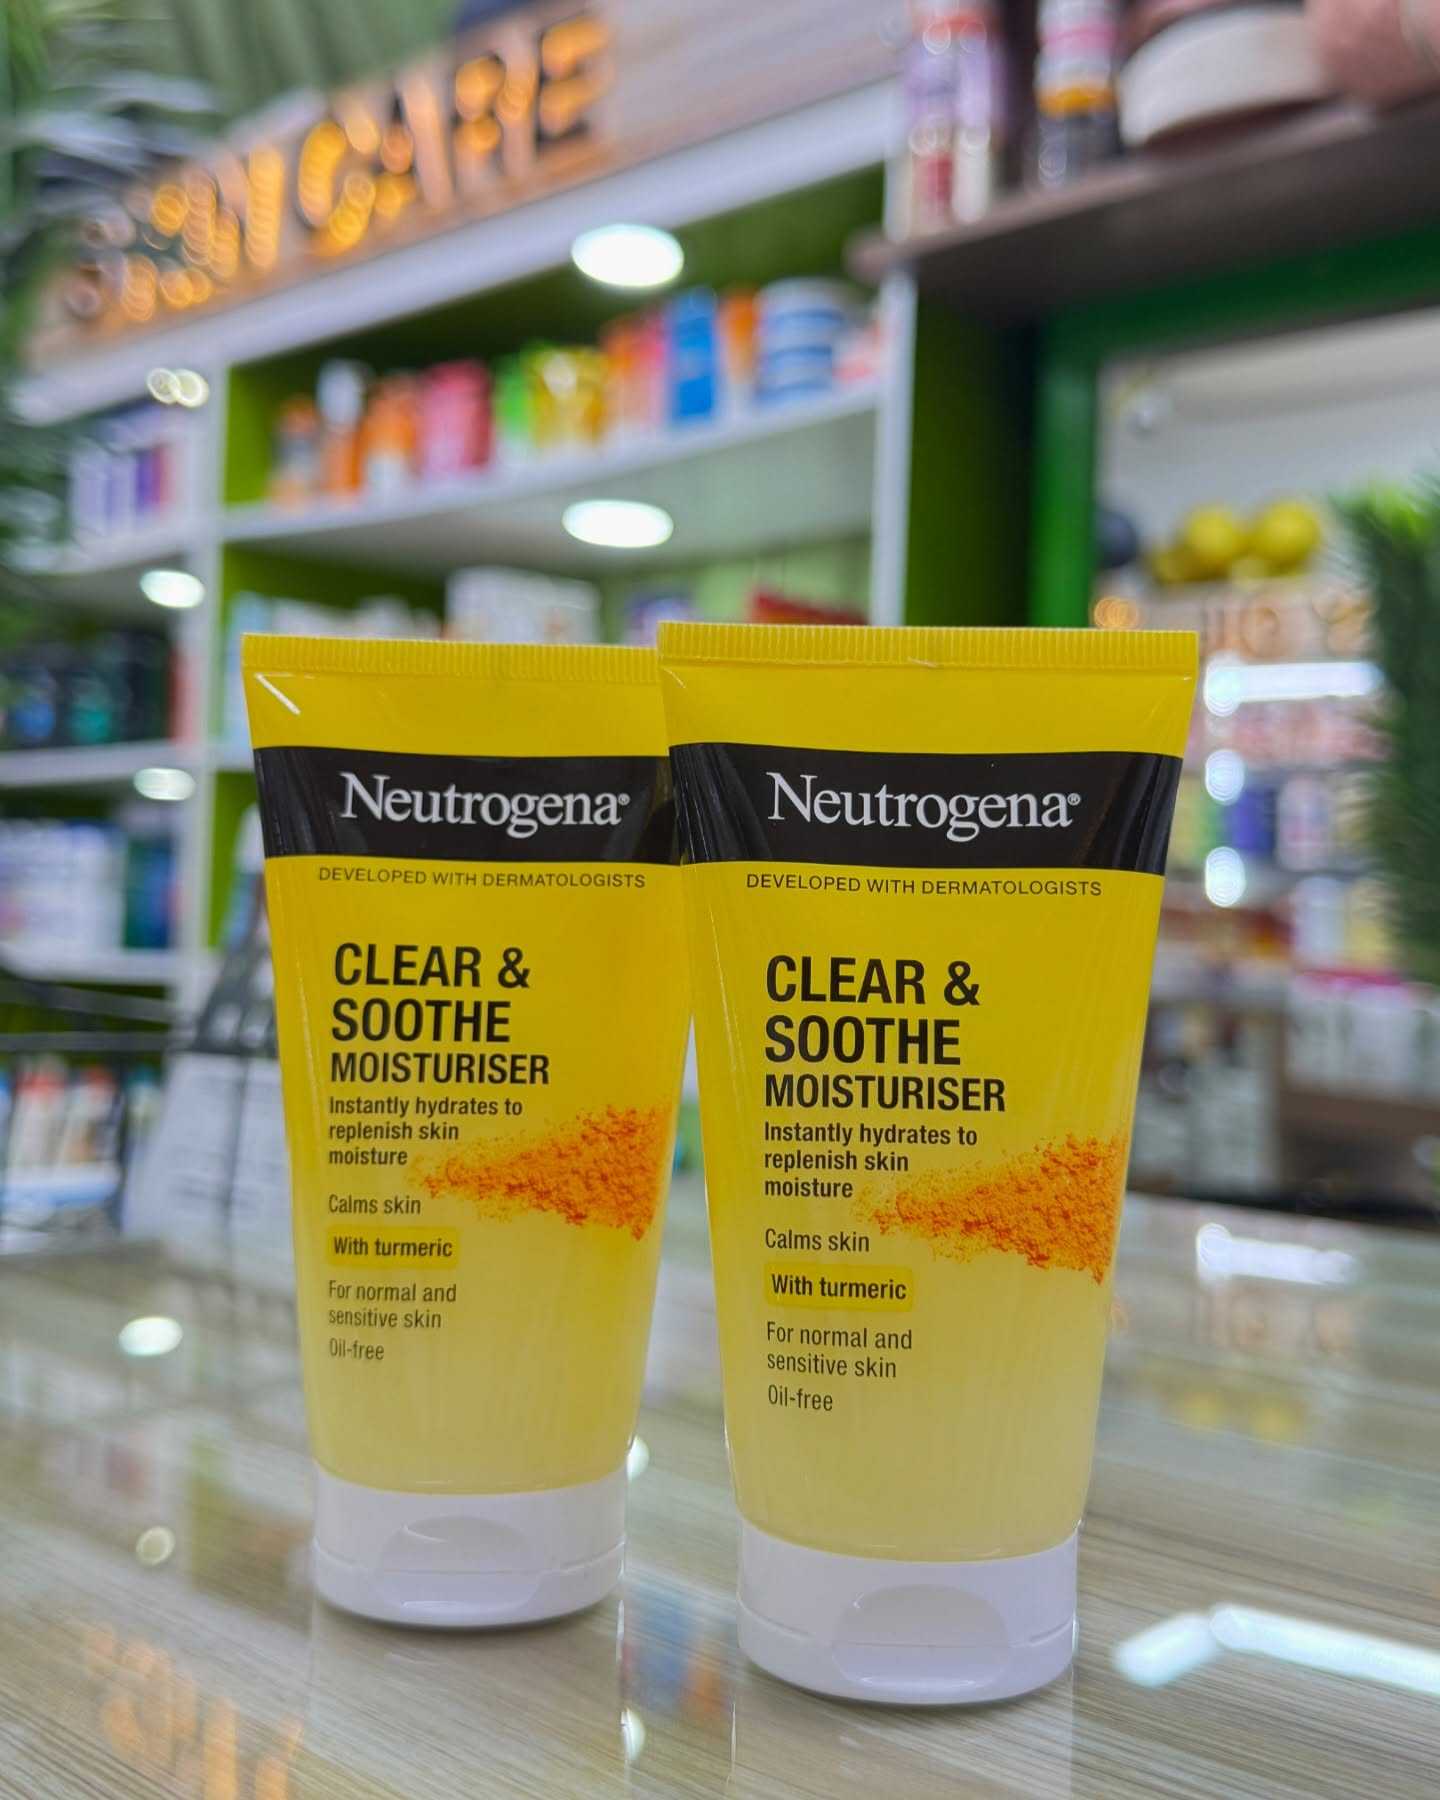 SKIN CARE
Neutrogena®
DEVELOPED WITH DERMATOLOGISTS
CLEAR &
SOOTHE
MOISTURISER
Instantly hydrates to
replenish skin
moisture
Calms skin
With turmeric
For normal and
sensitive skin
Oil-free
Neutrogena®
DEVELOPED WITH DERMATOLOGISTS
CLEAR &
SOOTHE
MOISTURISER
Instantly hydrates to
replenish skin
moisture
Calms skin
With turmeric
For normal and
sensitive skin
Oil-free